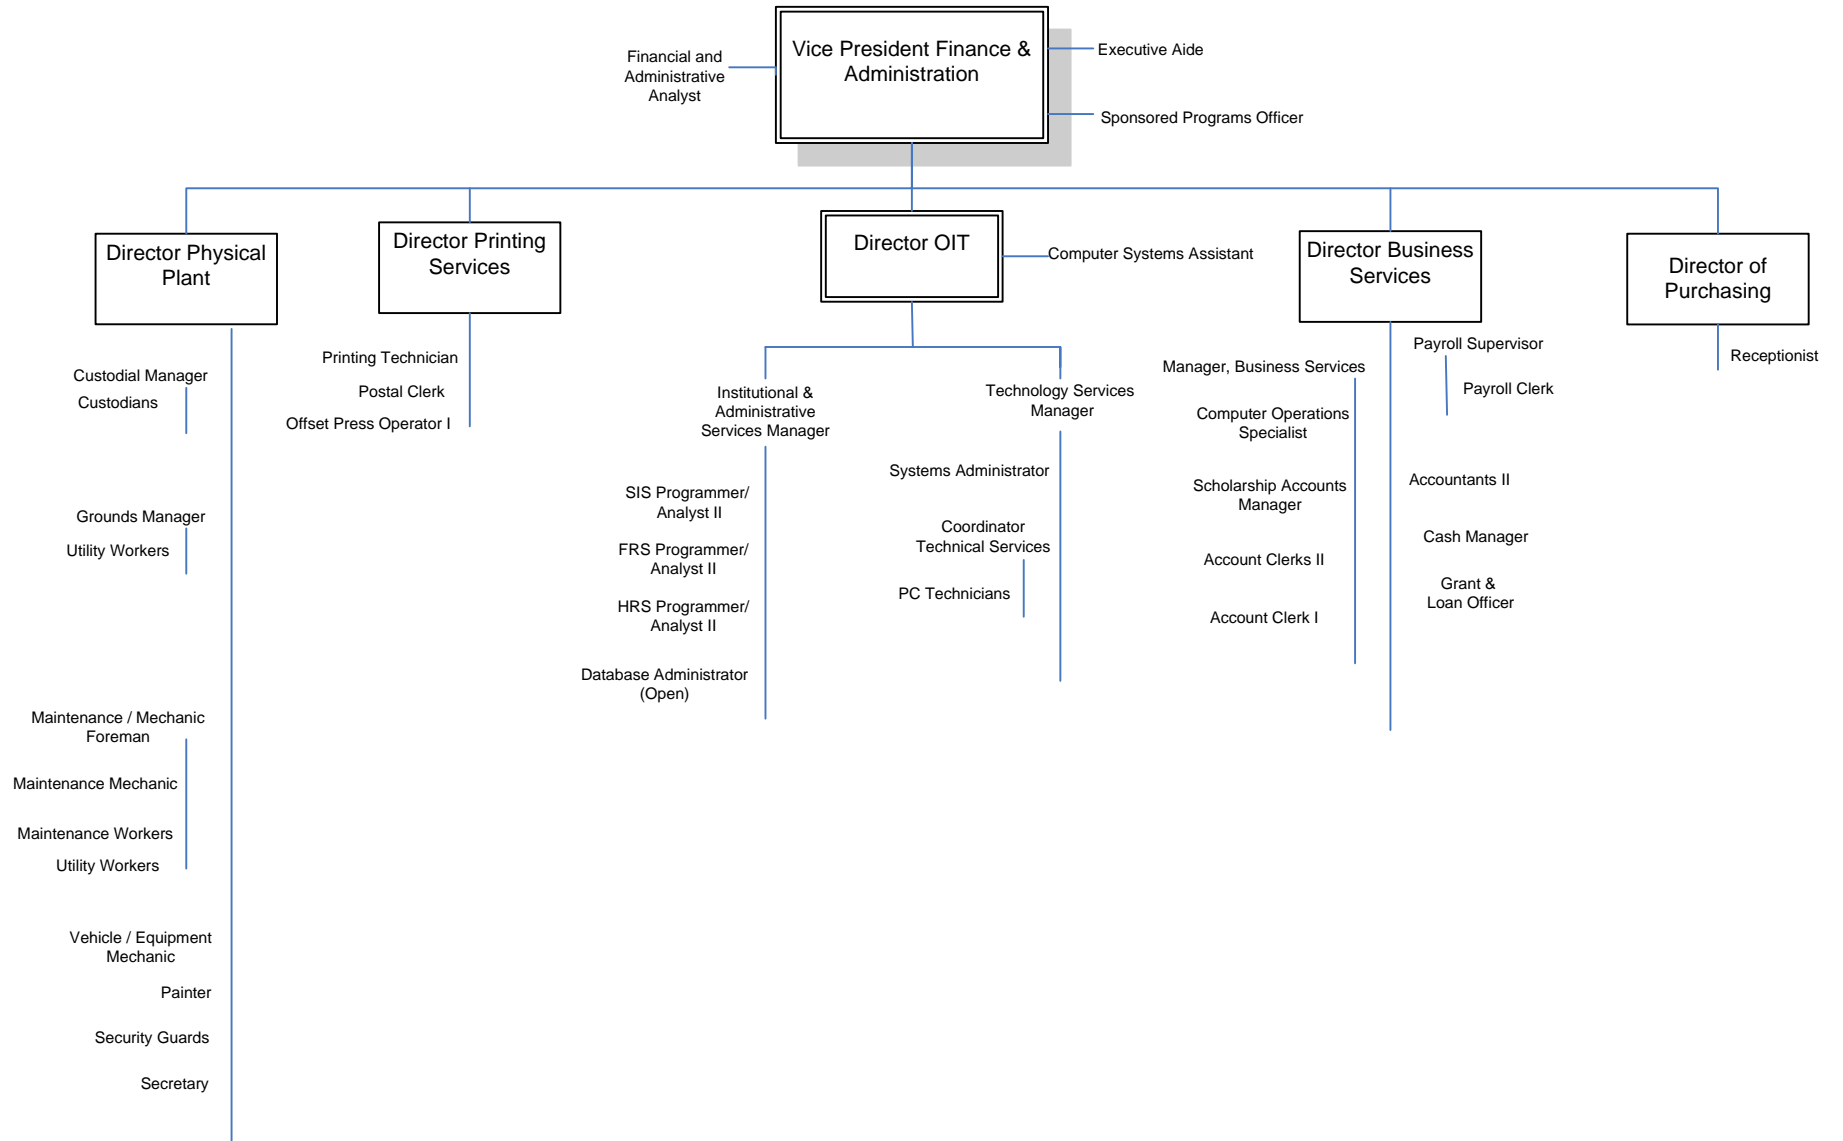 Vice President Finance &
Administration
Financial and
Administrative
Analyst
Executive Aide
Sponsored Programs Officer
Director Physical
Plant
Custodial Manager
Custodians
Grounds Manager
Utility Workers
Maintenance / Mechanic
Foreman
Maintenance Mechanic
Maintenance Workers
Utility Workers
Vehicle / Equipment
Mechanic
Painter
Security Guards
Secretary
Director Printing
Services
Printing Technician
Postal Clerk
Offset Press Operator I
Director OIT
Computer Systems Assistant
Institutional &
Administrative
Services Manager
SIS Programmer/
Analyst II
FRS Programmer/
Analyst II
HRS Programmer/
Analyst II
Database Administrator
(Open)
Technology Services
Manager
Systems Administrator
Coordinator
Technical Services
PC Technicians
Director Business
Services
Manager, Business Services
Computer Operations
Specialist
Scholarship Accounts
Manager
Account Clerks II
Account Clerk I
Payroll Supervisor
Payroll Clerk
Accountants II
Cash Manager
Grant &
Loan Officer
Director of
Purchasing
Receptionist